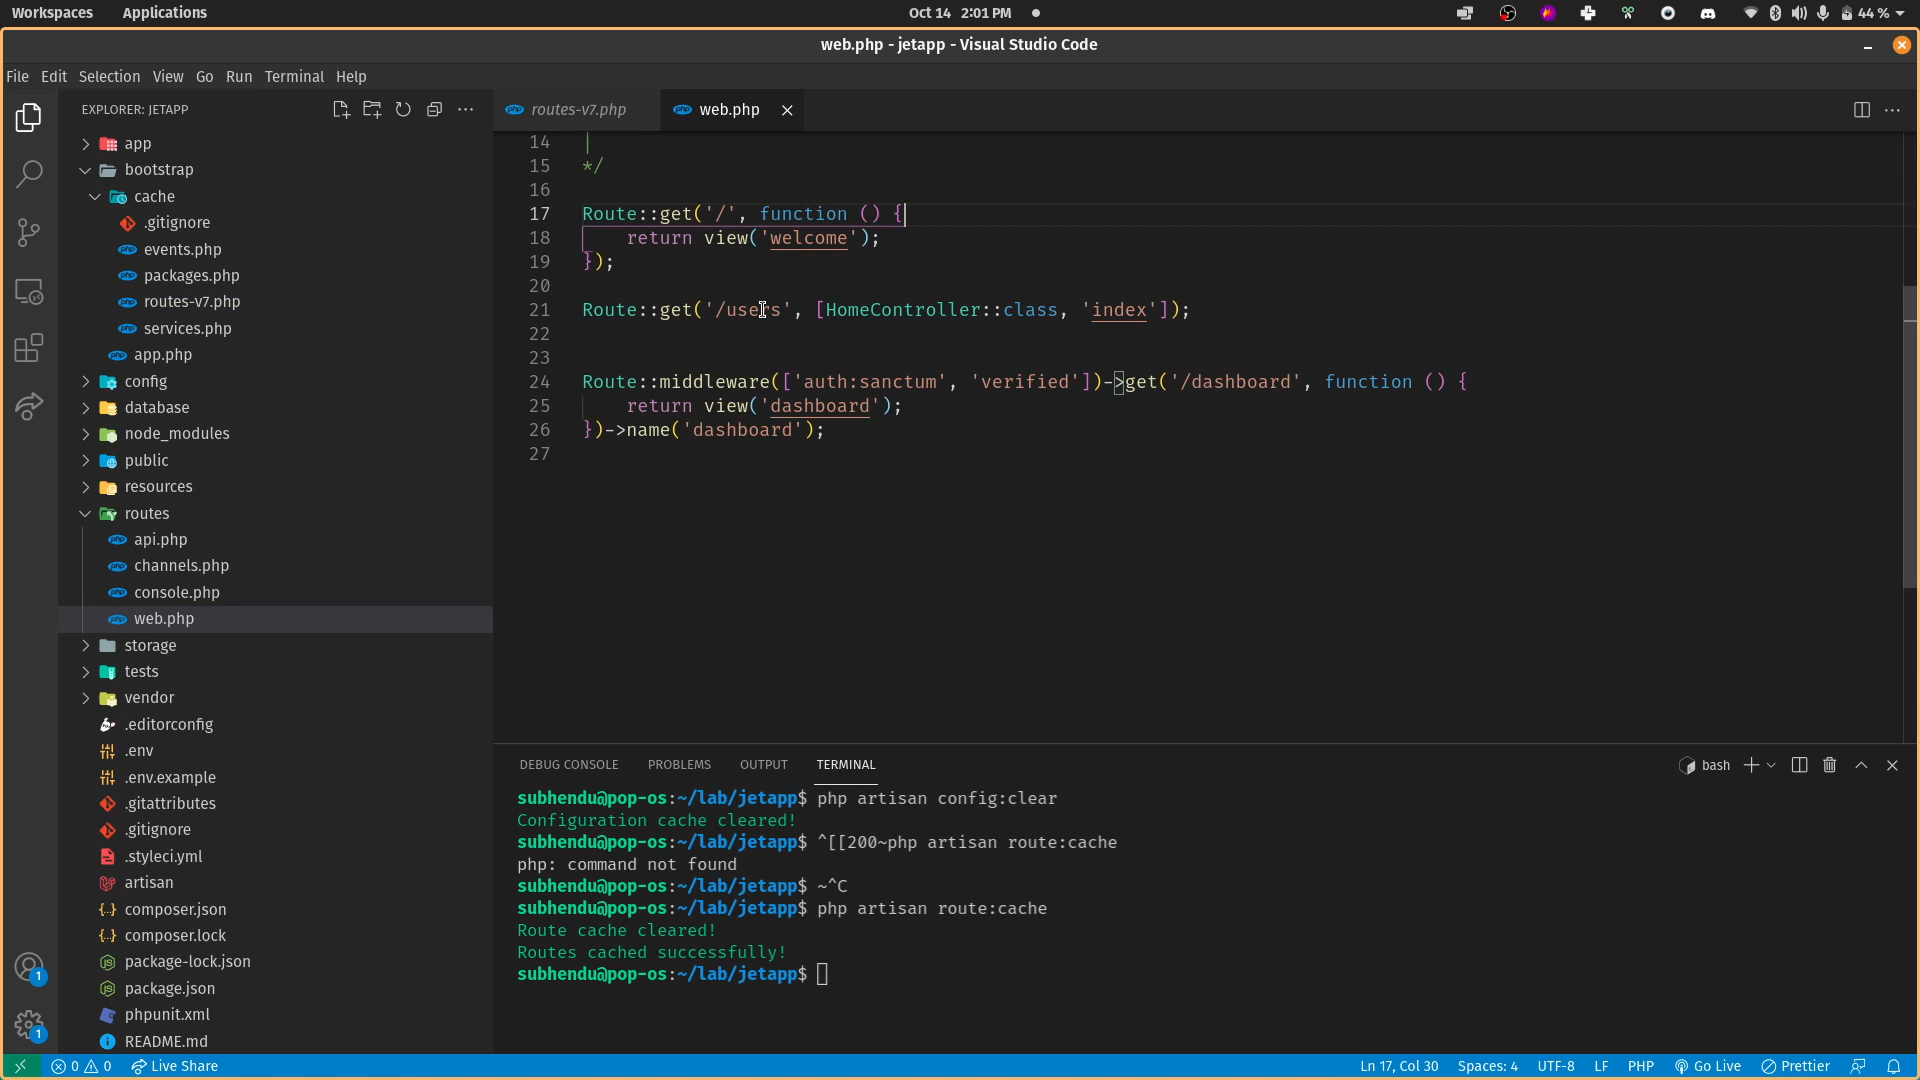 Workspaces Applications Oct 14 2:01 PM 44 %
web.php - jetapp - Visual Studio Code
File Edit Selection View Go Run Terminal Help
EXPLORER: JETAPP
app
bootstrap
cache
.gitignore
events.php
packages.php
routes-v7.php
services.php
app.php
config
database
node_modules
public
resources
routes
api.php
channels.php
console.php
web.php
storage
tests
vendor
.editorconfig
.env
.env.example
.gitattributes
.gitignore
.styleci.yml
artisan
composer.json
composer.lock
package-lock.json
package.json
phpunit.xml
README.md
routes-v7.php web.php
14 |
15 */
16
17 Route::get('/', function () {
18 return view('welcome');
19 });
20
21 Route::get('/users', [HomeController::class, 'index']);
22
23
24 Route::middleware(['auth:sanctum', 'verified'])->get('/dashboard', function () {
25 return view('dashboard');
26 })->name('dashboard');
27
DEBUG CONSOLE PROBLEMS OUTPUT TERMINAL bash
subhendu@pop-os:~/lab/jetapp$ php artisan config:clear
Configuration cache cleared!
subhendu@pop-os:~/lab/jetapp$ ^[[200~php artisan route:cache
php: command not found
subhendu@pop-os:~/lab/jetapp$ ~^C
subhendu@pop-os:~/lab/jetapp$ php artisan route:cache
Route cache cleared!
Routes cached successfully!
subhendu@pop-os:~/lab/jetapp$
1
1
0 0 Live Share Ln 17, Col 30 Spaces: 4 UTF-8 LF PHP Go Live Prettier